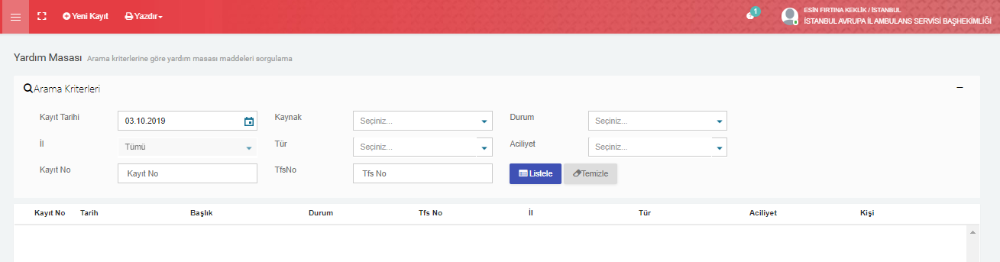 Yeni Kayıt Yazdır 1 ESİN FIRTINA KEKLİK / İSTANBUL
İSTANBUL AVRUPA İL AMBULANS SERVİSİ BAŞHEKİMLİĞİ
Yardım Masası Arama kriterlerine göre yardım masası maddeleri sorgulama
Arama Kriterleri
Kayıt Tarihi 03.10.2019 Kaynak Seçiniz... Durum Seçiniz...
İl Tümü Tür Seçiniz... Aciliyet Seçiniz...
Kayıt No Kayıt No TfsNo Tfs No Listele Temizle
Kayıt No Tarih Başlık Durum Tfs No İl Tür Aciliyet Kişi